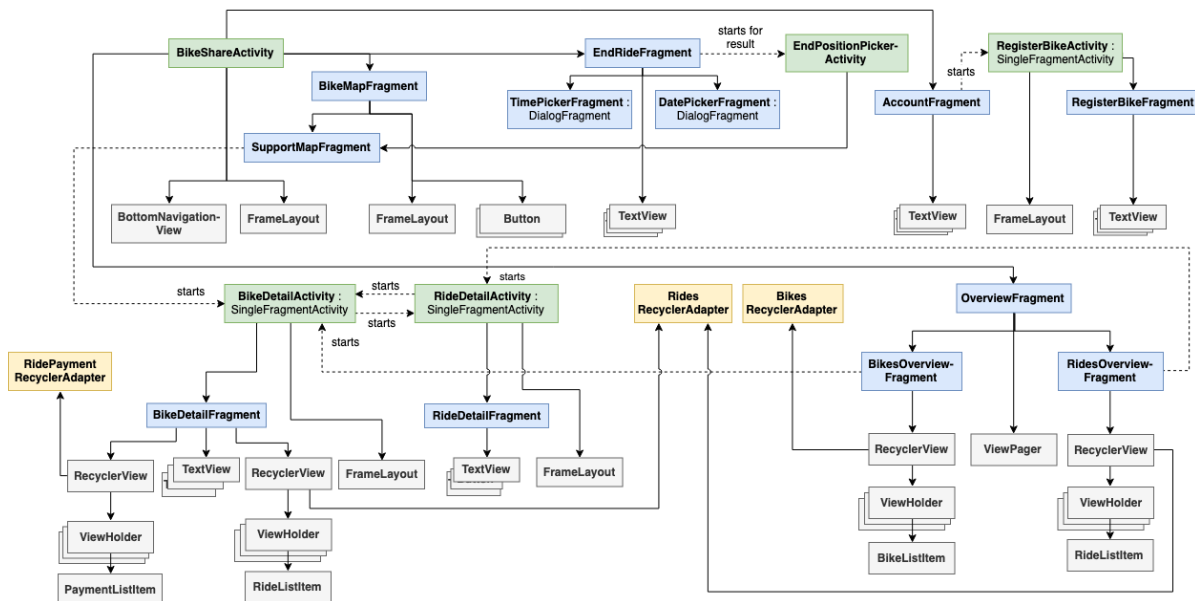 BikeShareActivity
EndRideFragment
starts for
result
EndPositionPicker-
Activity
RegisterBikeActivity :
SingleFragmentActivity
starts
BikeMapFragment
TimePickerFragment :
DialogFragment
DatePickerFragment :
DialogFragment
AccountFragment
RegisterBikeFragment
SupportMapFragment
BottomNavigation-
View
FrameLayout
FrameLayout
Button
TextView
TextView
FrameLayout
TextView
starts
BikeDetailActivity :
SingleFragmentActivity
starts
starts
starts
starts
RideDetailActivity :
SingleFragmentActivity
Rides
RecyclerAdapter
Bikes
RecyclerAdapter
OverviewFragment
RidePayment
RecyclerAdapter
BikesOverview-
Fragment
RidesOverview-
Fragment
BikeDetailFragment
RideDetailFragment
RecyclerView
TextView
RecyclerView
FrameLayout
TextView
FrameLayout
RecyclerView
ViewPager
RecyclerView
ViewHolder
ViewHolder
ViewHolder
ViewHolder
PaymentListItem
RideListItem
BikeListItem
RideListItem